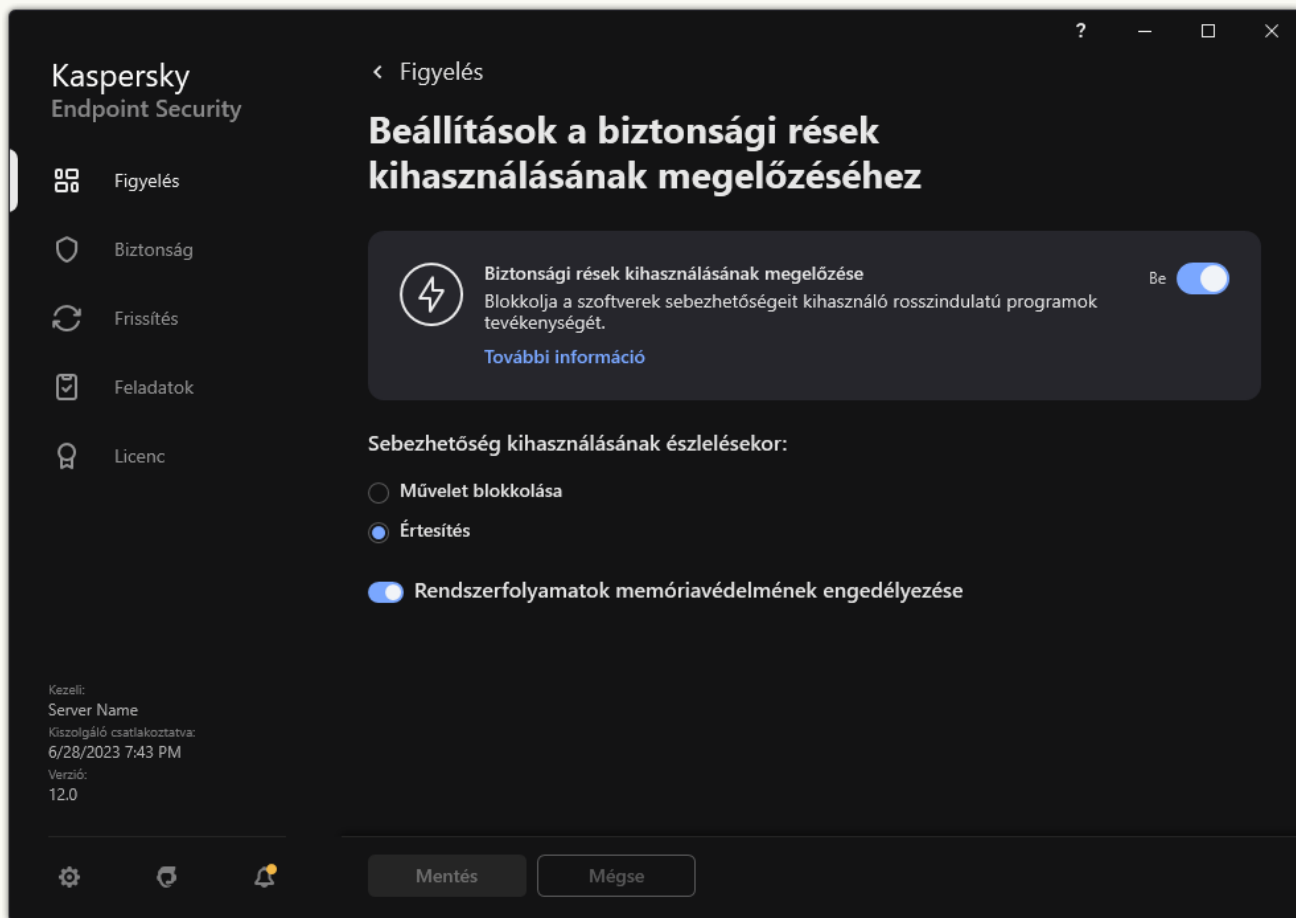 ?
Kaspersky
Endpoint Security
Figyelés
Biztonság
Frissítés
Feladatok
Licenc
Kezeli:
Server Name
Kiszolgáló csatlakoztatva:
6/28/2023 7:43 PM
Verzió:
12.0
Figyelés
Beállítások a biztonsági rések
kihasználásának megelőzéséhez
Biztonsági rések kihasználásának megelőzése
Be
Blokkolja a szoftverek sebezhetőségeit kihasználó rosszindulatú programok
tevékenységét.
További információ
Sebezhetőség kihasználásának észlelésekor:
Művelet blokkolása
Értesítés
Rendszerfolyamatok memóriavédelmének engedélyezése
Mentés
Mégse